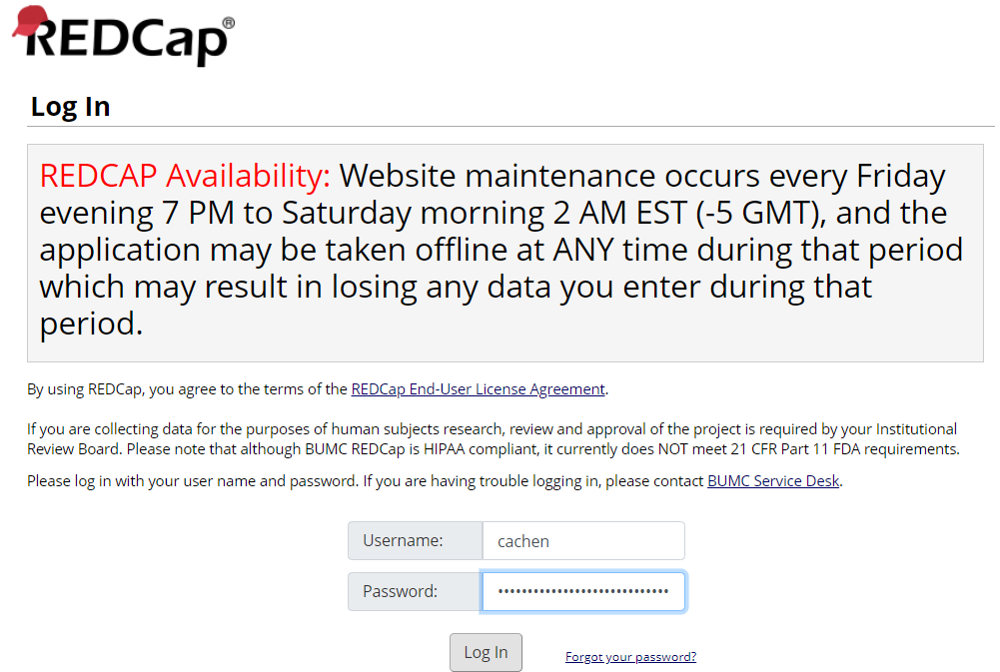 REDCap®
Log In
REDCAP Availability: Website maintenance occurs every Friday
evening 7 PM to Saturday morning 2 AM EST (-5 GMT), and the
application may be taken offline at ANY time during that period
which may result in losing any data you enter during that
period.
By using REDCap, you agree to the terms of the REDCap End-User License Agreement.
If you are collecting data for the purposes of human subjects research, review and approval of the project is required by your Institutional
Review Board. Please note that although BUMC REDCap is HIPAA compliant, it currently does NOT meet 21 CFR Part 11 FDA requirements.
Please log in with your user name and password. If you are having trouble logging in, please contact BUMC Service Desk.
Username: cachen
Password: •••••••••••••••••••••••••••••
Log In Forgot your password?